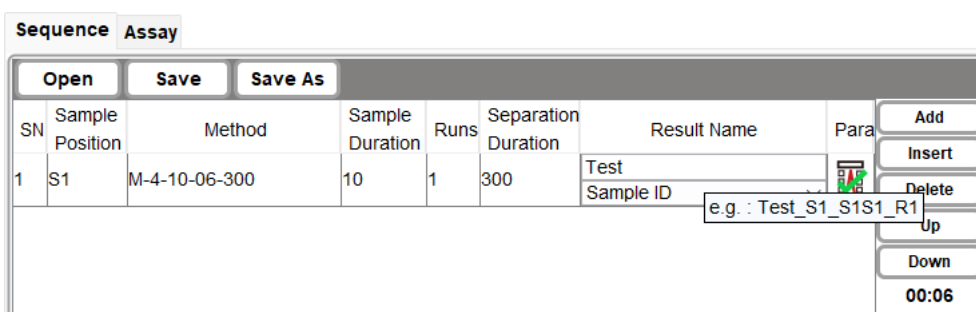 Sequence Assay
Open Save Save As
SN Sample Position Method Sample Duration Runs Separation Duration Result Name Para
1 S1 M-4-10-06-300 10 1 300 Test
Sample ID
e.g. : Test_S1_S1S1_R1
Add
Insert
Delete
Up
Down
00:06